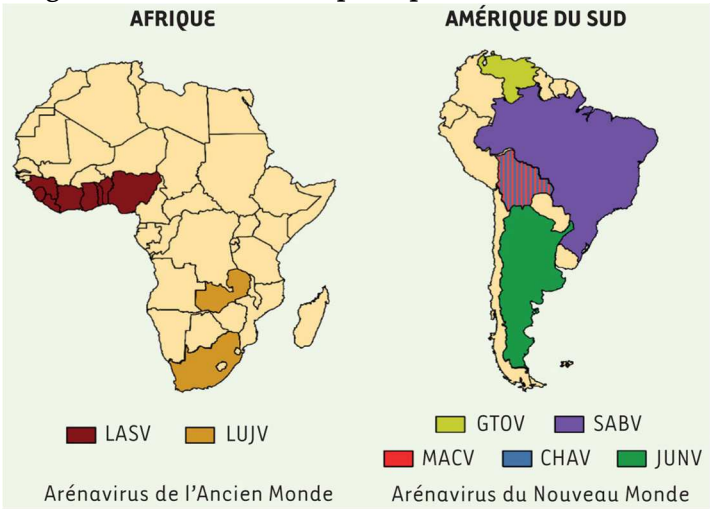 AFRIQUE
AMÉRIQUE DU SUD
LASV
LUJV
GTOV
SABV
MACV
CHAV
JUNV
Arénavirus de l'Ancien Monde
Arénavirus du Nouveau Monde